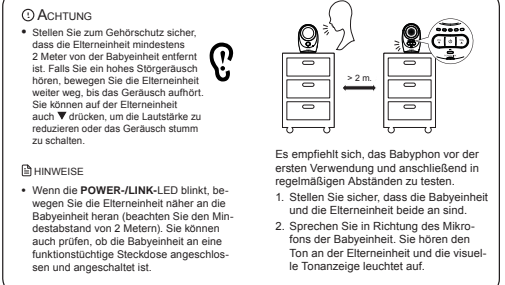 ACHTUNG
• Stellen Sie zum Gehörschutz sicher,
dass die Elterneinheit mindestens
2 Meter von der Babyeinheit entfernt
ist. Falls Sie ein hohes Störgeräusch
hören, bewegen Sie die Elterneinheit
weiter weg, bis das Geräusch aufhört.
Sie können auf der Elterneinheit
auch ▼ drücken, um die Lautstärke zu
reduzieren oder das Geräusch stumm
zu schalten.
HINWEISE
• Wenn die POWER-/LINK-LED blinkt, be-
wegen Sie die Elterneinheit näher an die
Babyeinheit heran (beachten Sie den Min-
destabstand von 2 Metern). Sie können
auch prüfen, ob die Babyeinheit an eine
funktionstüchtige Steckdose angeschlos-
sen und angeschaltet ist.
> 2 m.
Es empfiehlt sich, das Babyphon vor der
ersten Verwendung und anschließend in
regelmäßigen Abständen zu testen.
1. Stellen Sie sicher, dass die Babyeinheit
und die Elterneinheit beide an sind.
2. Sprechen Sie in Richtung des Mikro-
fons der Babyeinheit. Sie hören den
Ton an der Elterneinheit und die visuel-
le Tonanzeige leuchtet auf.